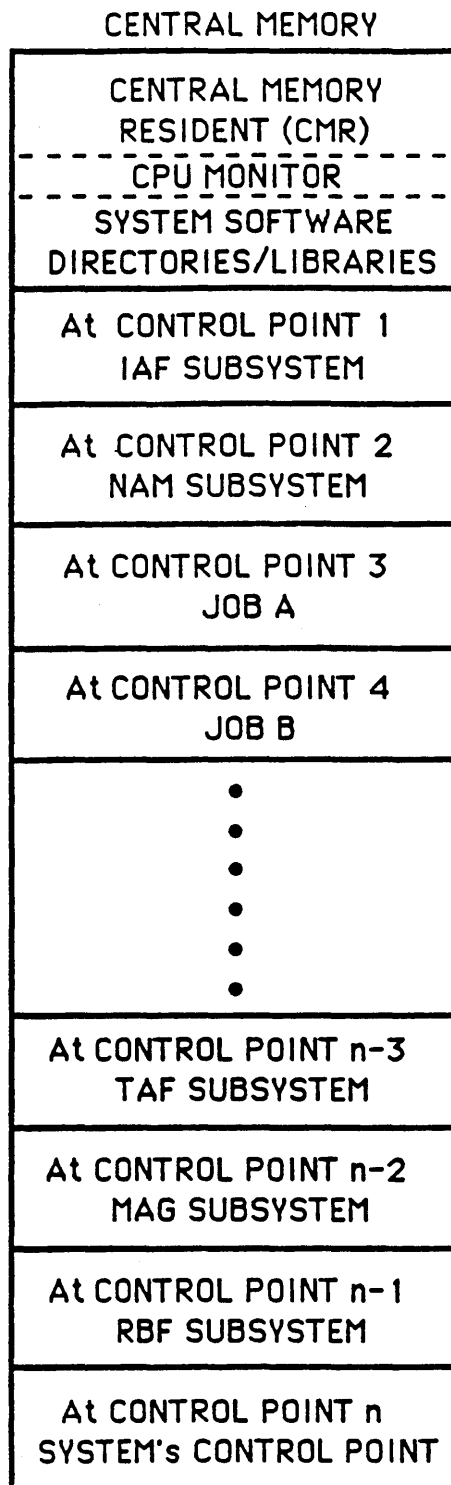 CENTRAL MEMORY
CENTRAL MEMORY
RESIDENT (CMR)
CPU MONITOR
SYSTEM SOFTWARE
DIRECTORIES/LIBRARIES
At CONTROL POINT 1
IAF SUBSYSTEM
At CONTROL POINT 2
NAM SUBSYSTEM
At CONTROL POINT 3
JOB A
At CONTROL POINT 4
JOB B
At CONTROL POINT n-3
TAF SUBSYSTEM
At CONTROL POINT n-2
MAG SUBSYSTEM
At CONTROL POINT n-1
RBF SUBSYSTEM
At CONTROL POINT n
SYSTEM's CONTROL POINT